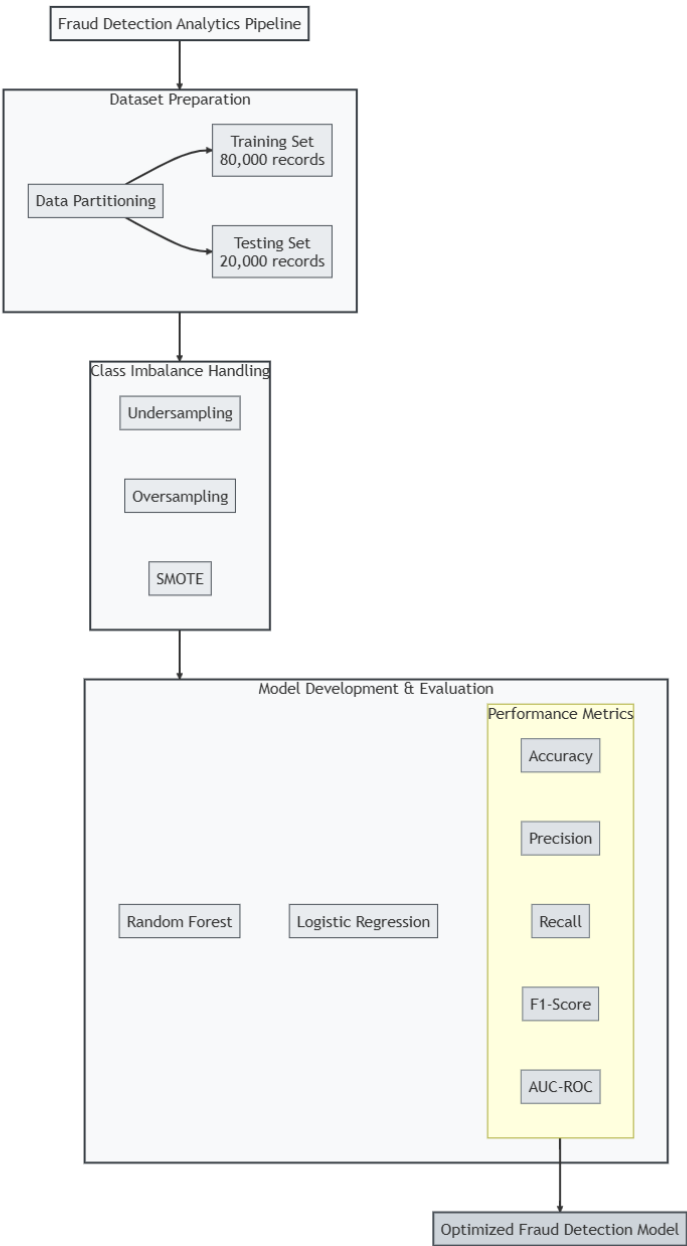 Fraud Detection Analytics Pipeline
Dataset Preparation
Training Set
80,000 records
Data Partitioning
Testing Set
20,000 records
Class Imbalance Handling
Undersampling
Oversampling
SMOTE
Model Development & Evaluation
Performance Metrics
Accuracy
Precision
Random Forest
Logistic Regression
Recall
F1-Score
AUC-ROC
Optimized Fraud Detection Model